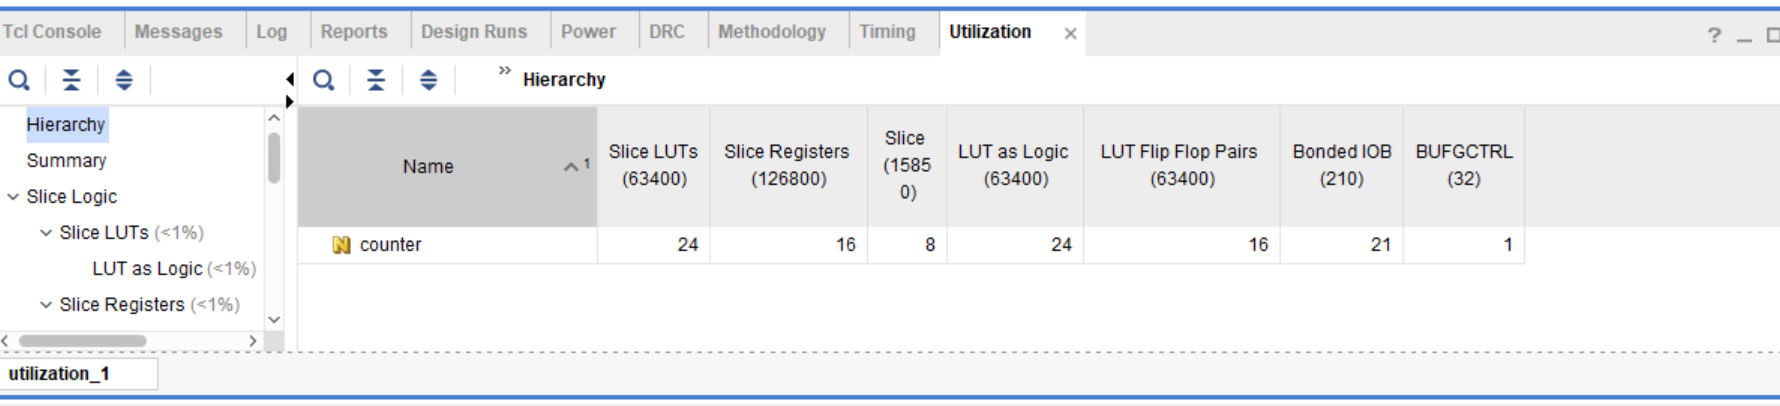 Tcl Console Messages Log Reports Design Runs Power DRC Methodology Timing Utilization × ? _
» Hierarchy
Hierarchy
Summary
Slice Logic
Slice LUTs (<1%)
LUT as Logic (<1%)
Slice Registers (<1%)
Name 1 Slice LUTs (63400) Slice Registers (126800) Slice (15850) LUT as Logic (63400) LUT Flip Flop Pairs (63400) Bonded IOB (210) BUFGCTRL (32)
N counter 24 16 8 24 16 21 1
utilization_1